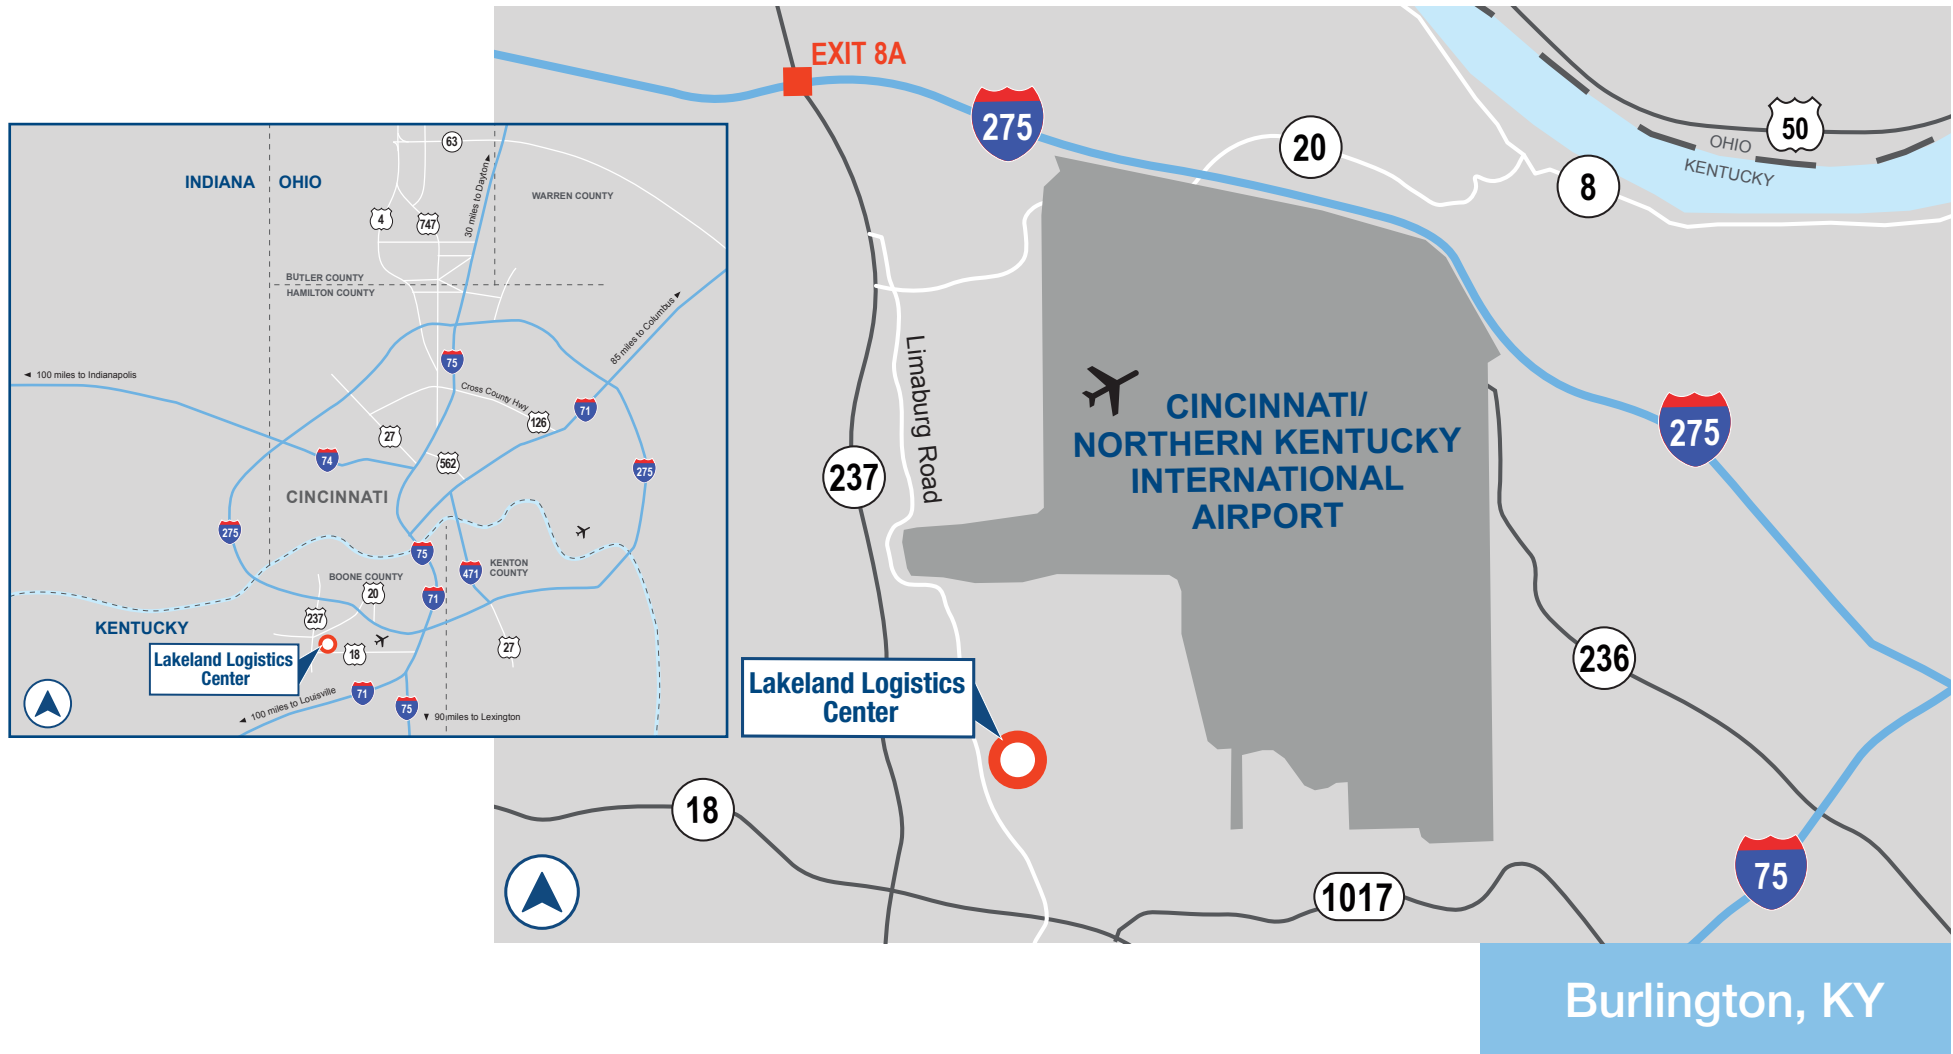 EXIT 8A
275
20
50
OHIO
KENTUCKY
8
Limaburg Road
CINCINNATI/
NORTHERN KENTUCKY
INTERNATIONAL
AIRPORT
275
237
236
Lakeland Logistics
Center
18
75
1017
Burlington, KY
63
INDIANA
OHIO
30 miles to Dayton
WARREN COUNTY
4
747
BUTLER COUNTY
HAMILTON COUNTY
85 miles to Columbus
75
100 miles to Indianapolis
Cross County Hwy
71
126
27
74
562
275
CINCINNATI
275
75
KENTON
COUNTY
471
BOONE COUNTY
20
71
237
KENTUCKY
18
27
Lakeland Logistics
Center
71
100 miles to Louisville
75
90 miles to Lexington